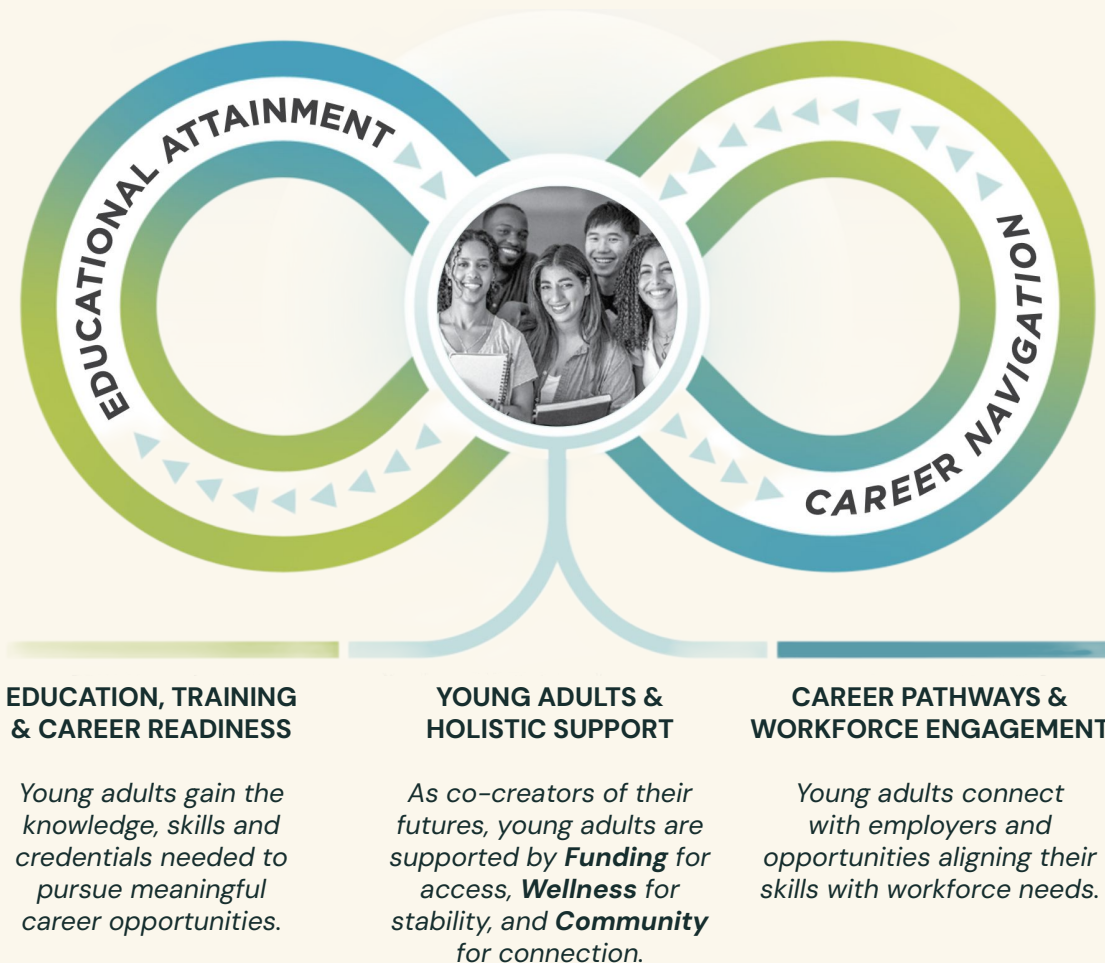 EDUCATIONAL ATTAINMENT
CAREER NAVIGATION
EDUCATION, TRAINING
& CAREER READINESS
Young adults gain the
knowledge, skills and
credentials needed to
pursue meaningful
career opportunities.
YOUNG ADULTS &
HOLISTIC SUPPORT
As co-creators of their
futures, young adults are
supported by Funding for
access, Wellness for
stability, and Community
for connection.
CAREER PATHWAYS &
WORKFORCE ENGAGEMENT
Young adults connect
with employers and
opportunities aligning their
skills with workforce needs.